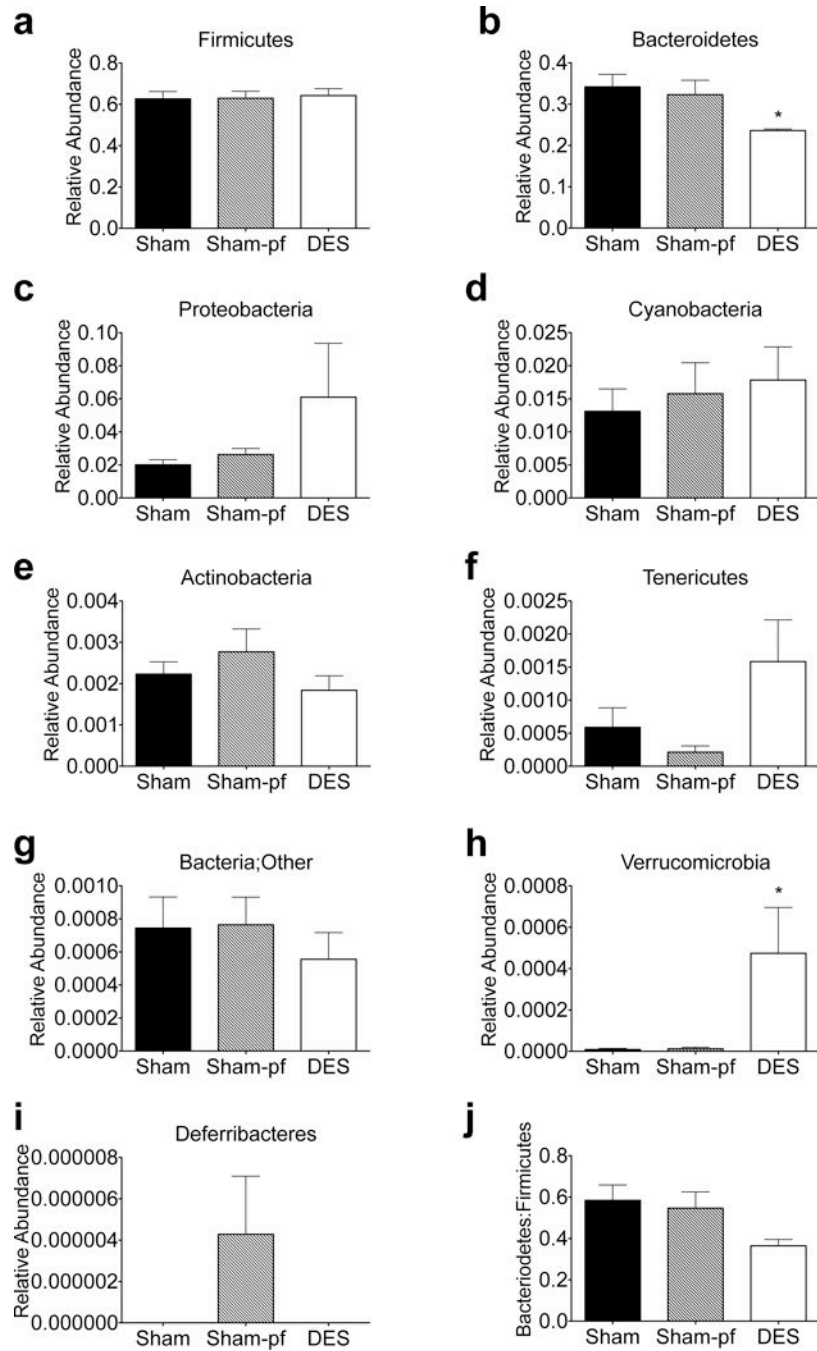 a
Firmicutes
Relative Abundance
0.8
0.6
0.4
0.2
0.0
Sham Sham-pf DES
b
Bacteroidetes
Relative Abundance
0.4
0.3
0.2
0.1
0.0
*
Sham Sham-pf DES
c
Proteobacteria
Relative Abundance
0.10
0.08
0.06
0.04
0.02
0.00
Sham Sham-pf DES
d
Cyanobacteria
Relative Abundance
0.025
0.020
0.015
0.010
0.005
0.000
Sham Sham-pf DES
e
Actinobacteria
Relative Abundance
0.004
0.003
0.002
0.001
0.000
Sham Sham-pf DES
f
Tenericutes
Relative Abundance
0.0025
0.0020
0.0015
0.0010
0.0005
0.0000
Sham Sham-pf DES
g
Bacteria;Other
Relative Abundance
0.0010
0.0008
0.0006
0.0004
0.0002
0.0000
Sham Sham-pf DES
h
Verrucomicrobia
Relative Abundance
0.0008
0.0006
0.0004
0.0002
0.0000
*
Sham Sham-pf DES
i
Deferribacteres
Relative Abundance
0.000008
0.000006
0.000004
0.000002
0.000000
Sham Sham-pf DES
j
Bacteriodetes:Firmicutes
0.8
0.6
0.4
0.2
0.0
Sham Sham-pf DES